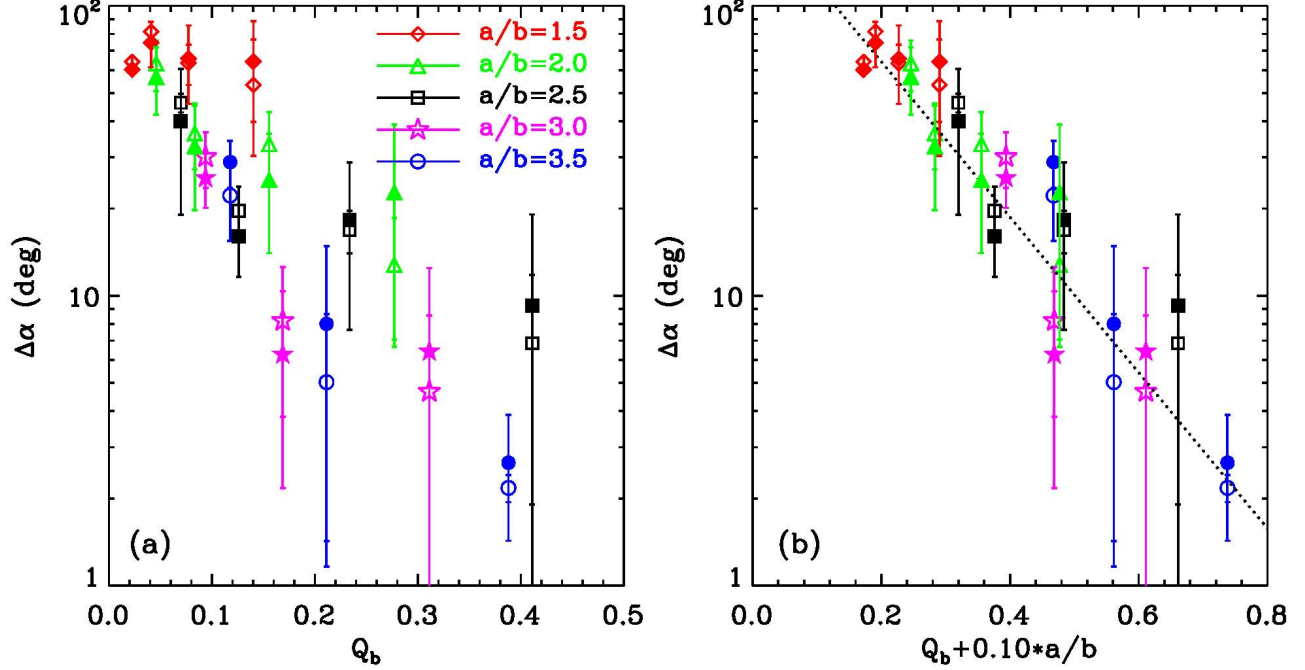 10²
a/b=1.5
a/b=2.0
a/b=2.5
a/b=3.0
a/b=3.5
Δα (deg)
10
(a)
1
0.0 0.1 0.2 0.3 0.4 0.5
Q_b
10²
Δα (deg)
10
(b)
1
0.0 0.2 0.4 0.6 0.8
Q_b+0.10*a/b